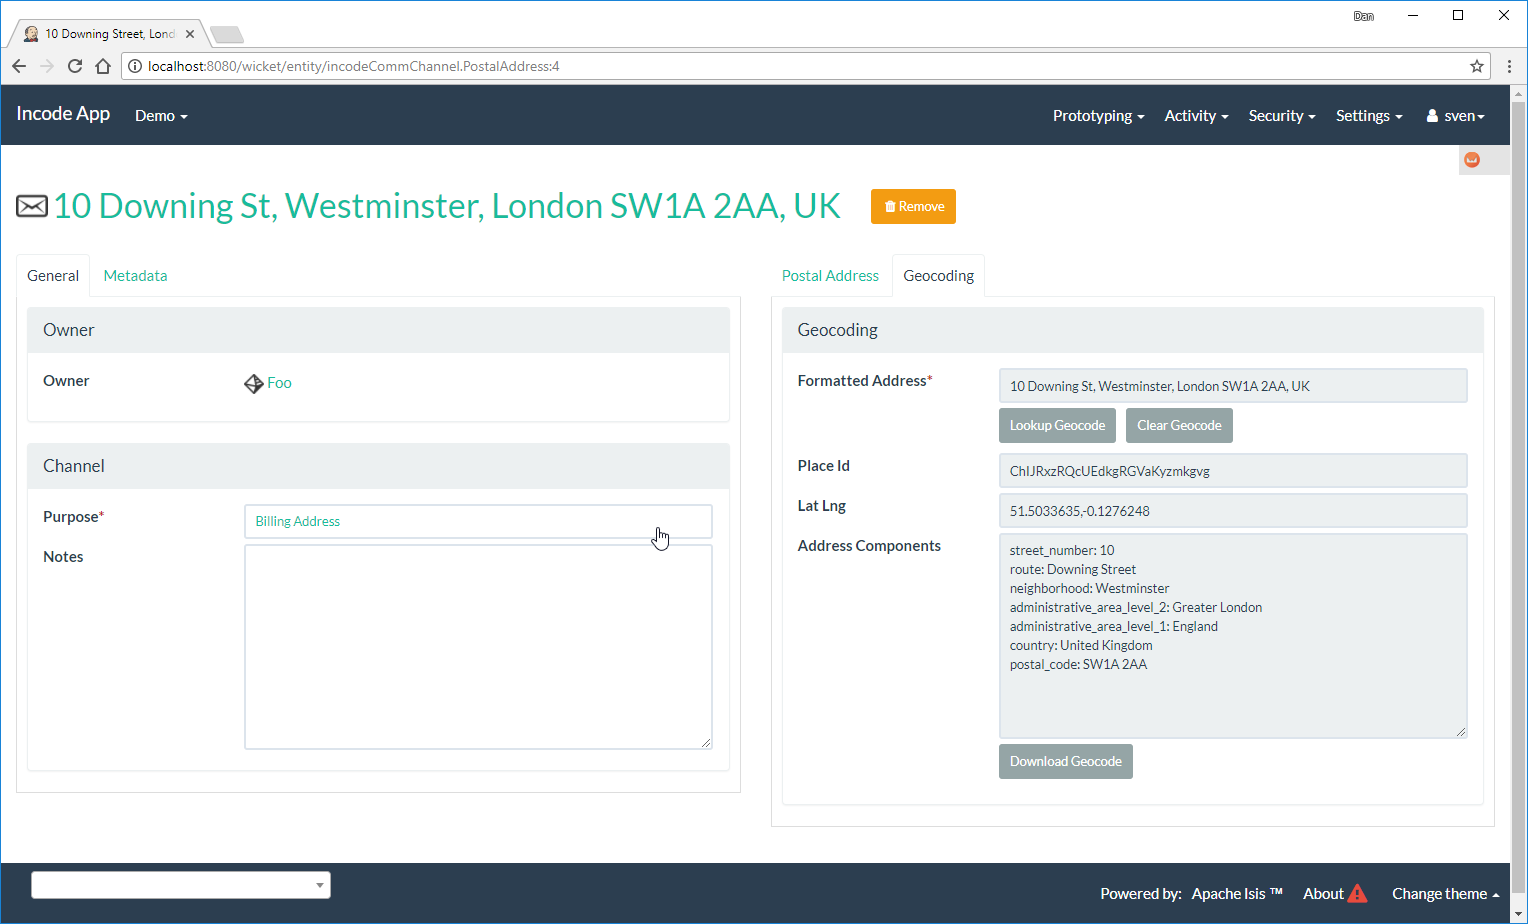 Dan
10 Downing Street, Lond
localhost:8080/wicket/entity/incodeCommChannel.PostalAddress:4
Incode App Demo Prototyping Activity Security Settings sven
10 Downing St, Westminster, London SW1A 2AA, UK Remove
General Metadata
Owner
Owner Foo
Channel
Purpose* Billing Address
Notes
Postal Address Geocoding
Geocoding
Formatted Address* 10 Downing St, Westminster, London SW1A 2AA, UK
Lookup Geocode Clear Geocode
Place Id ChIJRxzRQcUEdkgRGVaKyzmkgvg
Lat Lng 51.5033635,-0.1276248
Address Components street_number: 10
route: Downing Street
neighborhood: Westminster
administrative_area_level_2: Greater London
administrative_area_level_1: England
country: United Kingdom
postal_code: SW1A 2AA
Download Geocode
Powered by: Apache Isis ™ About Change theme